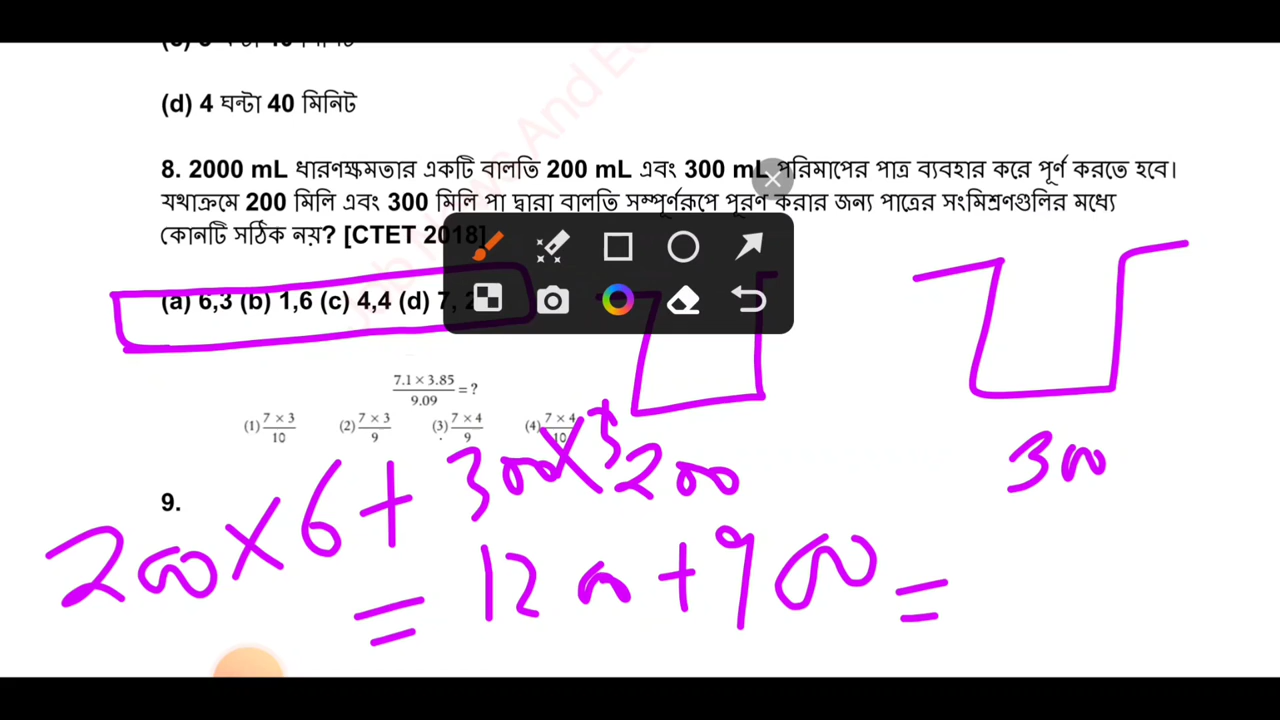 (d) 4 ঘন্টা 40 মিনিট
8. 2000 mL ধারণক্ষমতার একটি বালতি 200 mL এবং 300 mL পরিমাপের পাত্র ব্যবহার করে পূর্ণ করতে হবে।
যথাক্রমে 200 মিলি এবং 300 মিলি পা দ্বারা বালতি সম্পূর্ণরূপে পূরণ করার জন্য পাত্রের সংমিশ্রণগুলির মধ্যে
কোনটি সঠিক নয়? [CTET 2018]
(a) 6,3 (b) 1,6 (c) 4,4 (d) 7, 2
7.1 × 3.85 / 9.09 = ?
(1) 7 × 3 / 10 (2) 7 × 3 / 9 (3) 7 × 4 / 9 (4) 7 × 4 / 10
200 300
9.
200 × 6 + 300 × 3
= 1200 + 900 =